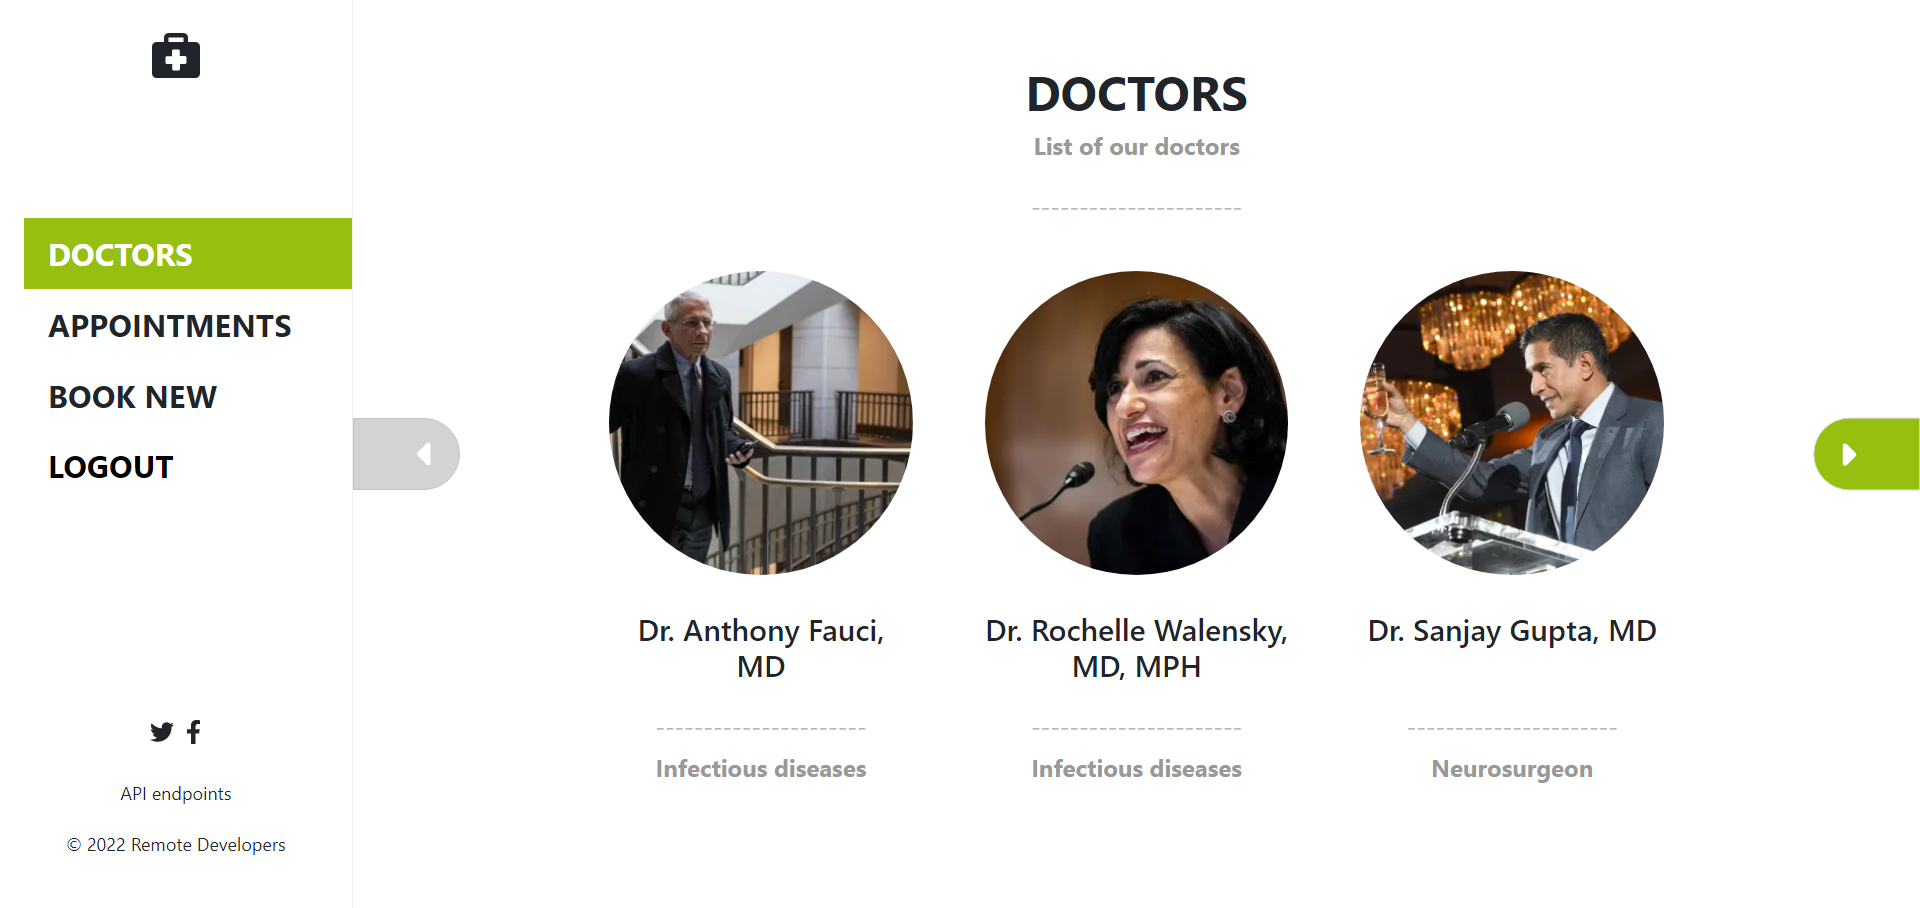 DOCTORS
APPOINTMENTS
BOOK NEW
LOGOUT
API endpoints
© 2022 Remote Developers
DOCTORS
List of our doctors
----------------------
Dr. Anthony Fauci,
MD
----------------------
Infectious diseases
Dr. Rochelle Walensky,
MD, MPH
----------------------
Infectious diseases
Dr. Sanjay Gupta, MD
----------------------
Neurosurgeon